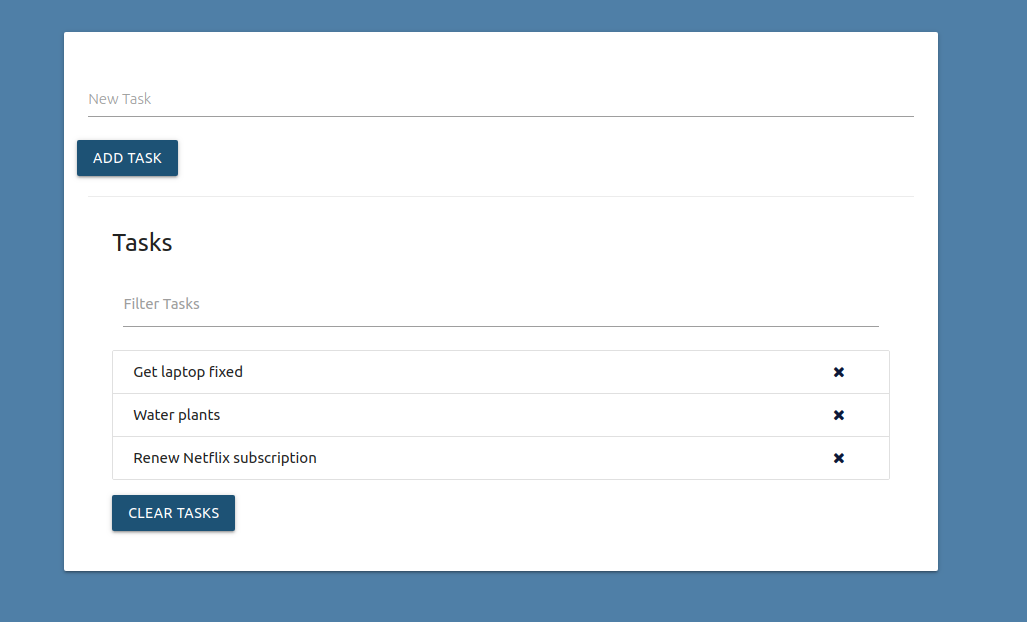 New Task
ADD TASK
Tasks
Filter Tasks
Get laptop fixed
Water plants
Renew Netflix subscription
CLEAR TASKS